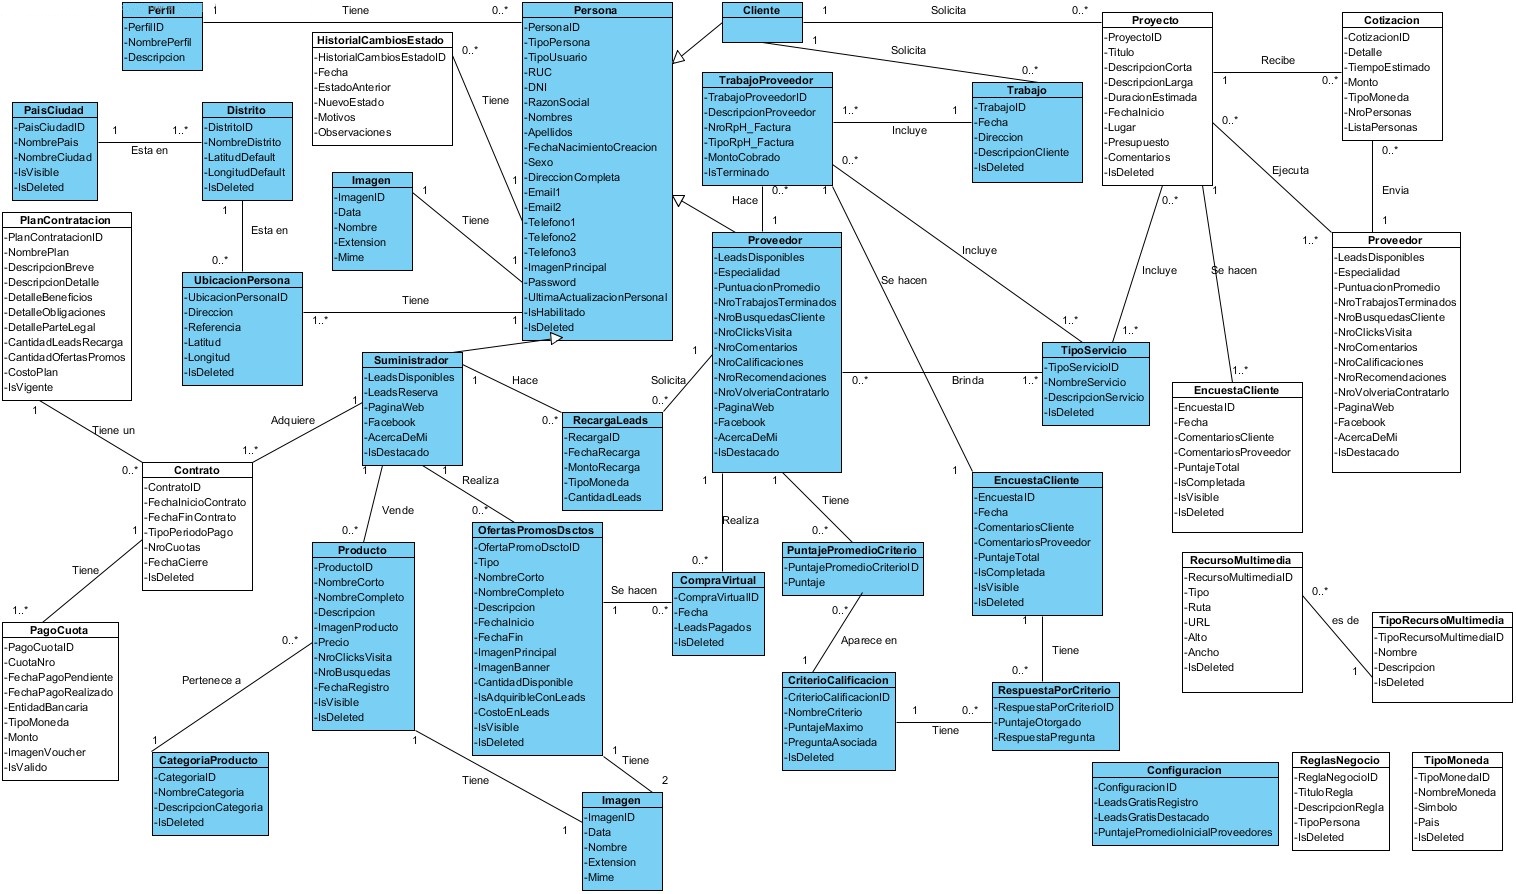 Perfil
-PerfilID
-NombrePerfil
-Descripcion
1
Tiene
0..*
Persona
-PersonaID
-TipoPersona
-TipoUsuario
-RUC
-DNI
-RazonSocial
-Nombres
-Apellidos
-FechaNacimientoCreacion
-Sexo
-DireccionCompleta
-Email1
-Email2
-Telefono1
-Telefono2
-Telefono3
-ImagenPrincipal
-Password
-UltimaActualizacionPersonal
-IsHabilitado
-IsDeleted
HistorialCambiosEstado
-HistorialCambiosEstadoID
-Fecha
-EstadoAnterior
-NuevoEstado
-Motivos
-Observaciones
0..*
Tiene
1
Cliente
1
Solicita
0..*
1
Solicita
0..*
Proyecto
-ProyectoID
-Titulo
-DescripcionCorta
-DescripcionLarga
-DuracionEstimada
-FechaInicio
-Lugar
-Presupuesto
-Comentarios
-IsDeleted
1
Recibe
0..*
Cotizacion
-CotizacionID
-Detalle
-TiempoEstimado
-Monto
-TipoMoneda
-NroPersonas
-ListaPersonas
0..*
Envia
1
0..*
Ejecuta
1..*
TrabajoProveedor
-TrabajoProveedorID
-DescripcionProveedor
-NroRpH_Factura
-TipoRpH_Factura
-MontoCobrado
-IsTerminado
1..*
1
Incluye
Trabajo
-TrabajoID
-Fecha
-Direccion
-DescripcionCliente
-IsDeleted
0..*
Incluye
1..*
0..*
Hace
1
1
Se hacen
1
0..*
Incluye
1..*
1
Se hacen
1..*
PaisCiudad
-PaisCiudadID
-NombrePais
-NombreCiudad
-IsVisible
-IsDeleted
1
1..*
Esta en
Distrito
-DistritoID
-NombreDistrito
-LatitudDefault
-LongitudDefault
-IsDeleted
1
Esta en
0..*
Imagen
-ImagenID
-Data
-Nombre
-Extension
-Mime
1
Tiene
1
PlanContratacion
-PlanContratacionID
-NombrePlan
-DescripcionBreve
-DescripcionDetalle
-DetalleBeneficios
-DetalleObligaciones
-DetalleParteLegal
-CantidadLeadsRecarga
-CantidadOfertasPromos
-CostoPlan
-IsVigente
1
Tiene un
0..*
UbicacionPersona
-UbicacionPersonaID
-Direccion
-Referencia
-Latitud
-Longitud
-IsDeleted
Tiene
1..*
1
Proveedor
-LeadsDisponibles
-Especialidad
-PuntuacionPromedio
-NroTrabajosTerminados
-NroBusquedasCliente
-NroClicksVisita
-NroComentarios
-NroCalificaciones
-NroRecomendaciones
-NroVolveriaContratarlo
-PaginaWeb
-Facebook
-AcercaDeMi
-IsDestacado
Proveedor
-LeadsDisponibles
-Especialidad
-PuntuacionPromedio
-NroTrabajosTerminados
-NroBusquedasCliente
-NroClicksVisita
-NroComentarios
-NroCalificaciones
-NroRecomendaciones
-NroVolveriaContratarlo
-PaginaWeb
-Facebook
-AcercaDeMi
-IsDestacado
TipoServicio
-TipoServicioID
-NombreServicio
-DescripcionServicio
-IsDeleted
0..*
Brinda
1..*
Suministrador
-LeadsDisponibles
-LeadsReserva
-PaginaWeb
-Facebook
-AcercaDeMi
-IsDestacado
1
Hace
0..*
1
Solicita
0..*
RecargaLeads
-RecargaID
-FechaRecarga
-MontoRecarga
-TipoMoneda
-CantidadLeads
1
Adquiere
1..*
Contrato
-ContratoID
-FechaInicioContrato
-FechaFinContrato
-TipoPeriodoPago
-NroCuotas
-FechaCierre
-IsDeleted
1
Tiene
1..*
PagoCuota
-PagoCuotaID
-CuotaNro
-FechaPagoPendiente
-FechaPagoRealizado
-EntidadBancaria
-TipoMoneda
-Monto
-ImagenVoucher
-IsValido
1
Vende
0..*
1
Realiza
0..*
Producto
-ProductoID
-NombreCorto
-NombreCompleto
-Descripcion
-ImagenProducto
-Precio
-NroClicksVisita
-NroBusquedas
-FechaRegistro
-IsVisible
-IsDeleted
0..*
Pertenece a
1
CategoriaProducto
-CategoriaID
-NombreCategoria
-DescripcionCategoria
-IsDeleted
OfertasPromosDsctos
-OfertaPromoDsctoID
-Tipo
-NombreCorto
-NombreCompleto
-Descripcion
-FechaInicio
-FechaFin
-ImagenPrincipal
-ImagenBanner
-CantidadDisponible
-IsAdquiribleConLeads
-CostoEnLeads
-IsVisible
-IsDeleted
Se hacen
1
0..*
1
Realiza
0..*
CompraVirtual
-CompraVirtualID
-Fecha
-LeadsPagados
-IsDeleted
1
Tiene
1
1
Tiene
2
Imagen
-ImagenID
-Data
-Nombre
-Extension
-Mime
1
Tiene
0..*
PuntajePromedioCriterio
-PuntajePromedioCriterioID
-Puntaje
0..*
Aparece en
1
CriterioCalificacion
-CriterioCalificacionID
-NombreCriterio
-PuntajeMaximo
-PreguntaAsociada
-IsDeleted
1
0..*
Tiene
EncuestaCliente
-EncuestaID
-Fecha
-ComentariosCliente
-ComentariosProveedor
-PuntajeTotal
-IsCompletada
-IsVisible
-IsDeleted
1
Tiene
0..*
RespuestaPorCriterio
-RespuestaPorCriterioID
-PuntajeOtorgado
-RespuestaPregunta
EncuestaCliente
-EncuestaID
-Fecha
-ComentariosCliente
-ComentariosProveedor
-PuntajeTotal
-IsCompletada
-IsVisible
-IsDeleted
RecursoMultimedia
-RecursoMultimediaID
-Tipo
-Ruta
-URL
-Alto
-Ancho
-IsDeleted
0..*
es de
1
TipoRecursoMultimedia
-TipoRecursoMultimediaID
-Nombre
-Descripcion
-IsDeleted
Configuracion
-ConfiguracionID
-LeadsGratisRegistro
-LeadsGratisDestacado
-PuntajePromedioInicialProveedores
ReglasNegocio
-ReglaNegocioID
-TituloRegla
-DescripcionRegla
-TipoPersona
-IsDeleted
TipoMoneda
-TipoMonedaID
-NombreMoneda
-Simbolo
-Pais
-IsDeleted